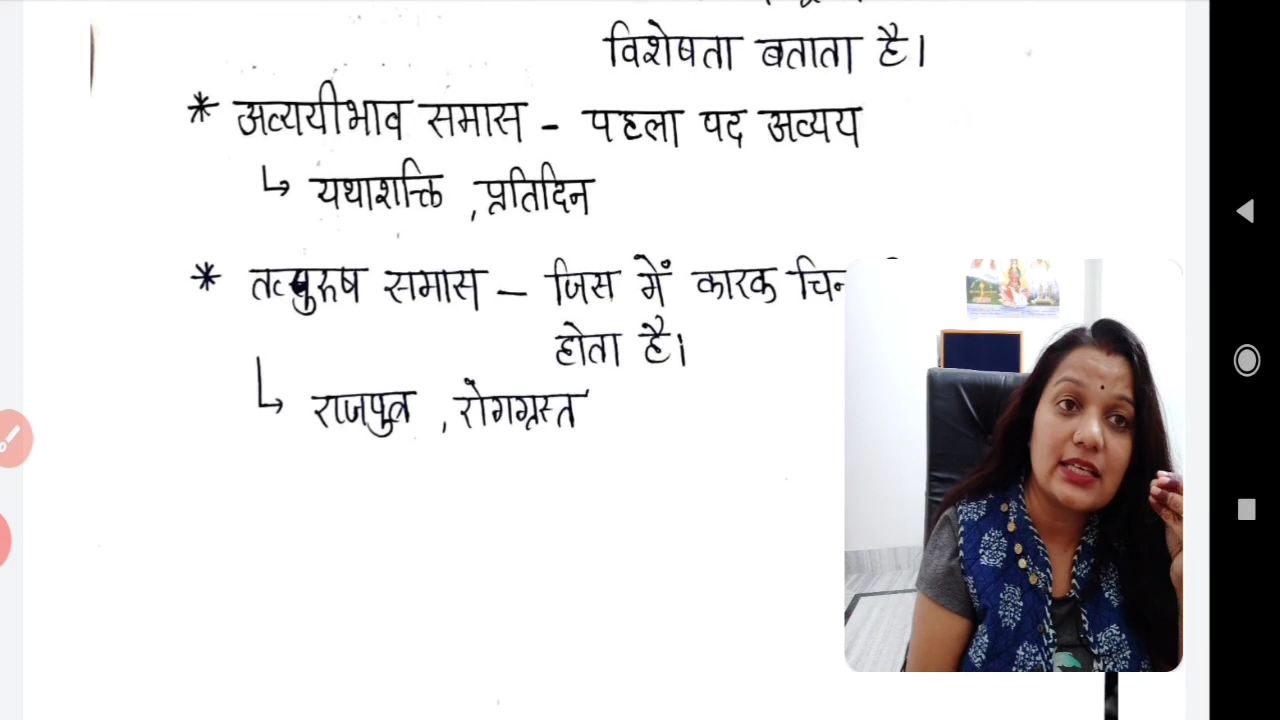 विशेषता बताता है।
* अव्ययीभाव समास - पहला पद अव्यय
↳ यथाशक्ति , प्रतिदिन
* तत्पुरुष समास – जिस में कारक
होता है।
↳ राजपुत्र , रोगग्रस्त